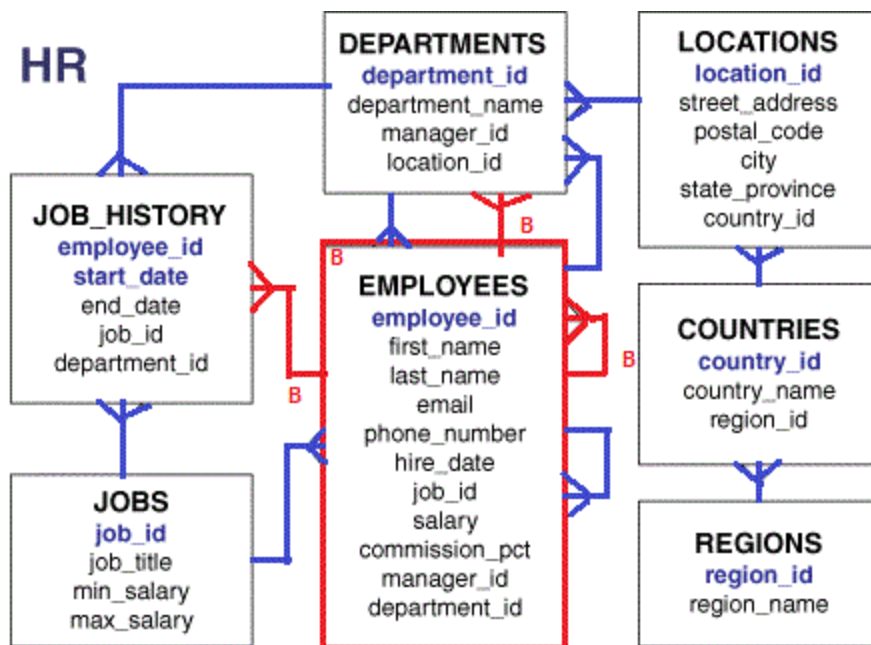 HR
DEPARTMENTS
department_id
department_name
manager_id
location_id
LOCATIONS
location_id
street_address
postal_code
city
state_province
country_id
JOB_HISTORY
employee_id
start_date
end_date
job_id
department_id
B
B
EMPLOYEES
employee_id
first_name
last_name
email
phone_number
hire_date
job_id
salary
commission_pct
manager_id
department_id
B
B
COUNTRIES
country_id
country_name
region_id
JOBS
job_id
job_title
min_salary
max_salary
REGIONS
region_id
region_name